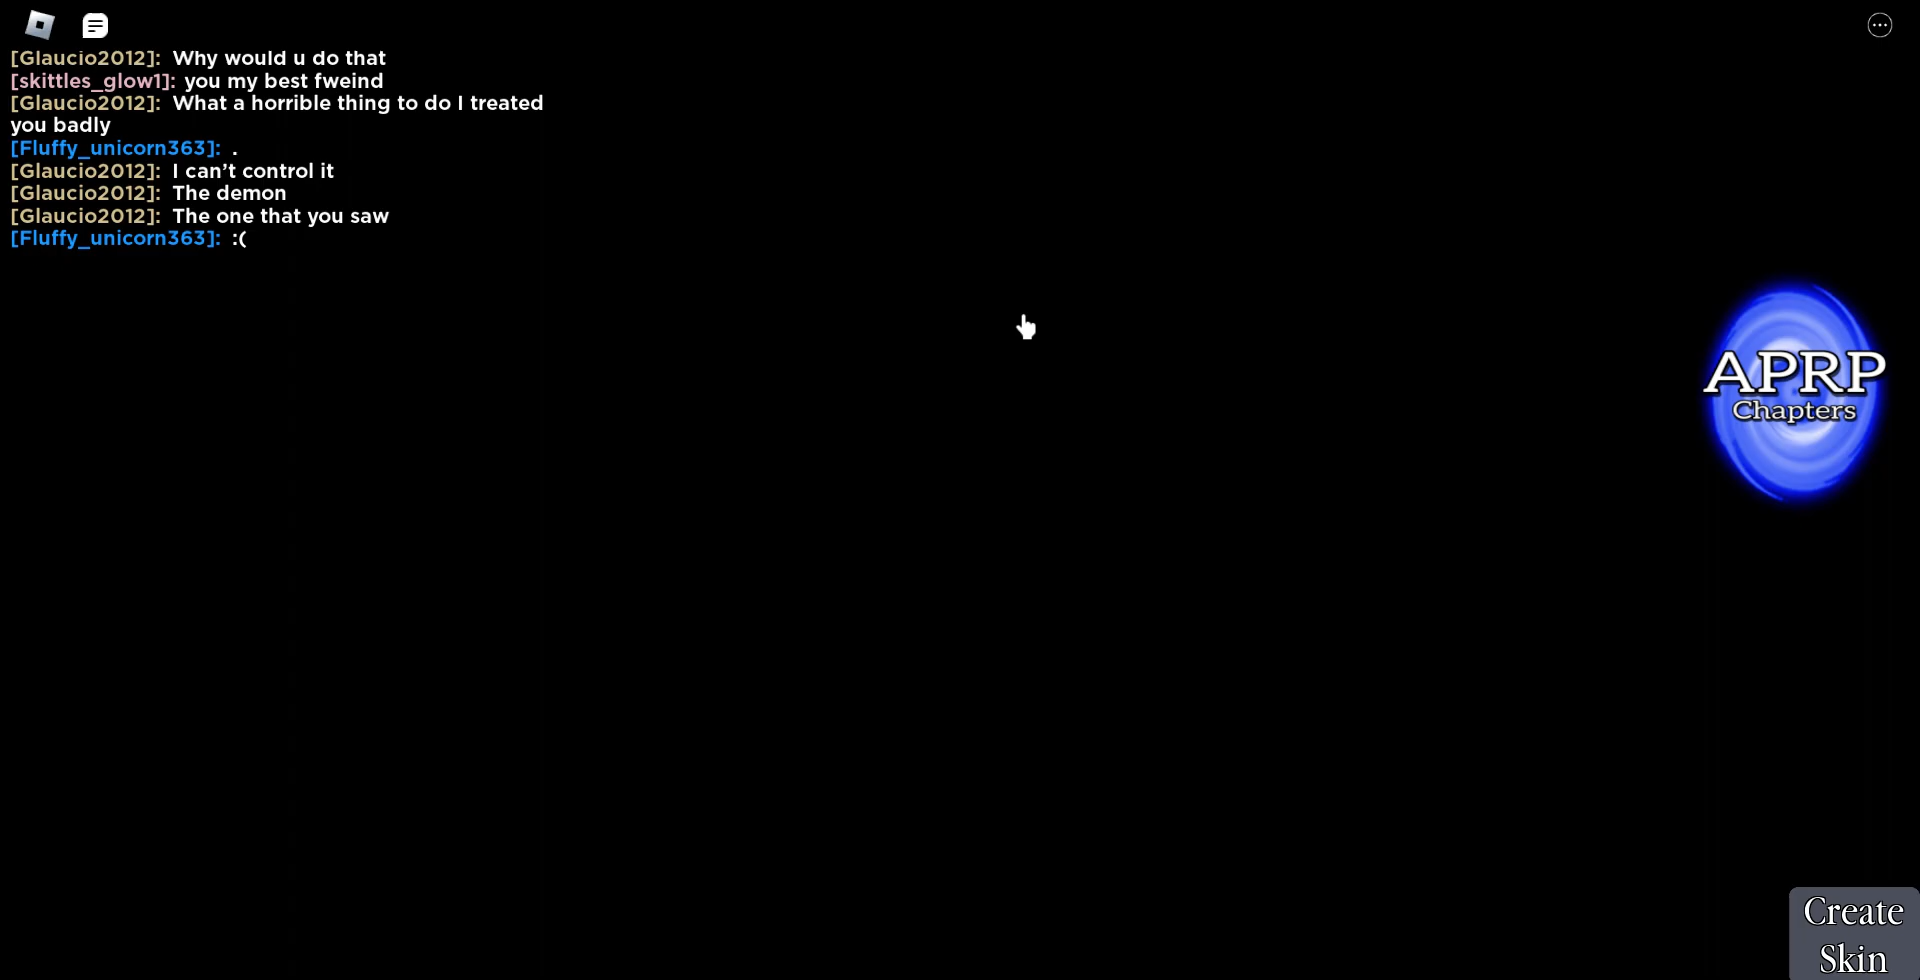 [Glaucio2012]: Why would u do that
[skittles_glow1]: you my best fweind
[Glaucio2012]: What a horrible thing to do I treated
you badly
[Fluffy_unicorn363]: .
[Glaucio2012]: I can’t control it
[Glaucio2012]: The demon
[Glaucio2012]: The one that you saw
[Fluffy_unicorn363]: :(
APRP
Chapters
Create
Skin